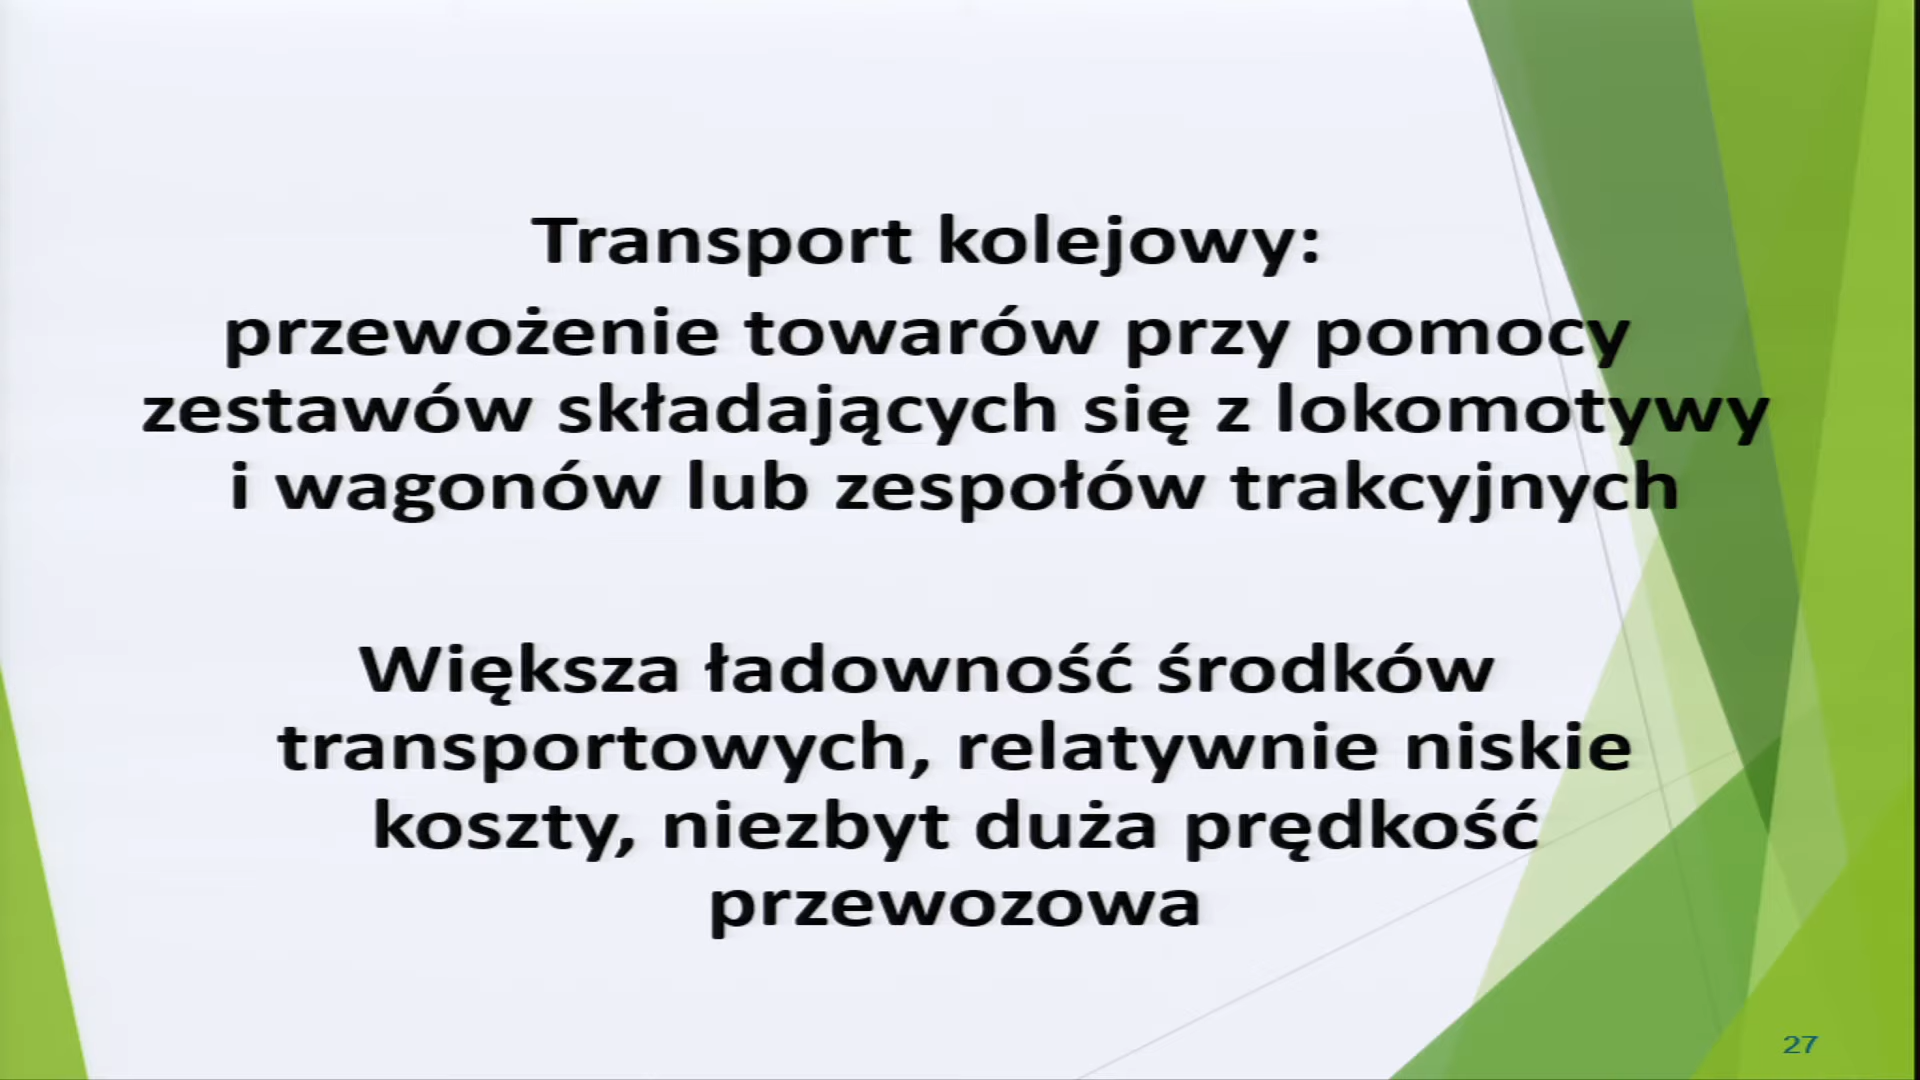 Transport kolejowy:
przewożenie towarów przy pomocy
zestawów składających się z lokomotywy
i wagonów lub zespołów trakcyjnych
Większa ładowność środków
transportowych, relatywnie niskie
koszty, niezbyt duża prędkość
przewozowa
27